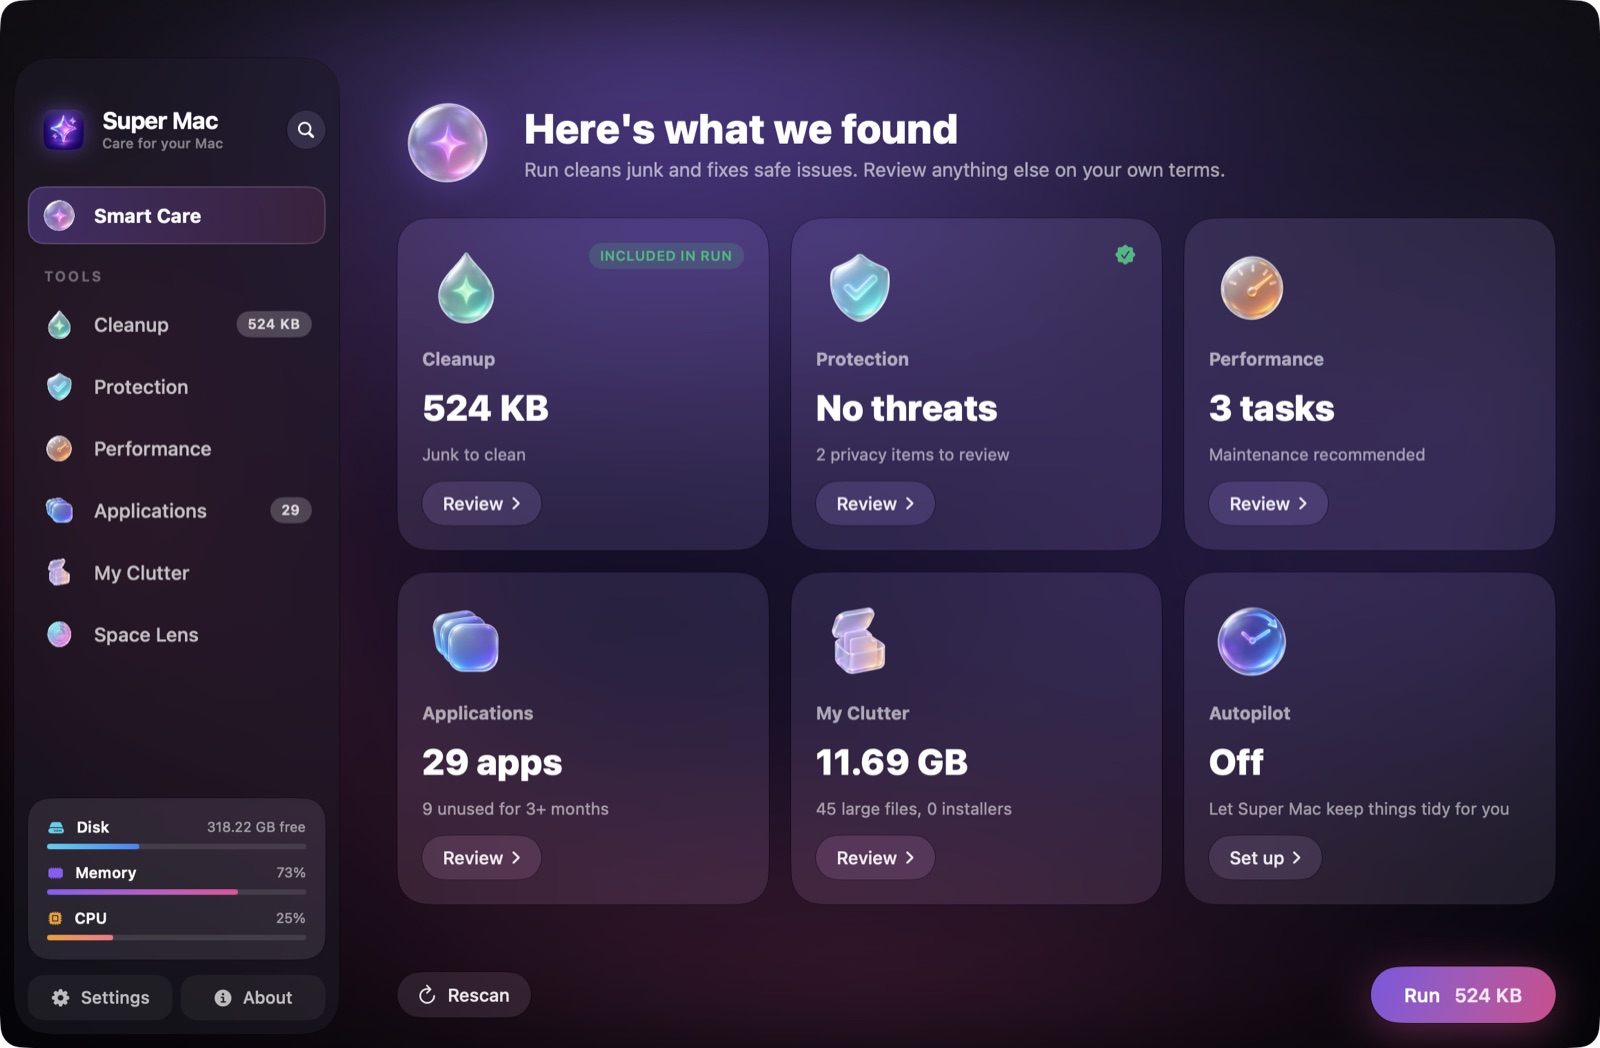 Super Mac
Care for your Mac
Smart Care
TOOLS
Cleanup 524 KB
Protection
Performance
Applications 29
My Clutter
Space Lens
Disk 318.22 GB free
Memory 73%
CPU 25%
Settings About
Here's what we found
Run cleans junk and fixes safe issues. Review anything else on your own terms.
INCLUDED IN RUN
Cleanup
524 KB
Junk to clean
Review
Protection
No threats
2 privacy items to review
Review
Performance
3 tasks
Maintenance recommended
Review
Applications
29 apps
9 unused for 3+ months
Review
My Clutter
11.69 GB
45 large files, 0 installers
Review
Autopilot
Off
Let Super Mac keep things tidy for you
Set up
Rescan
Run 524 KB